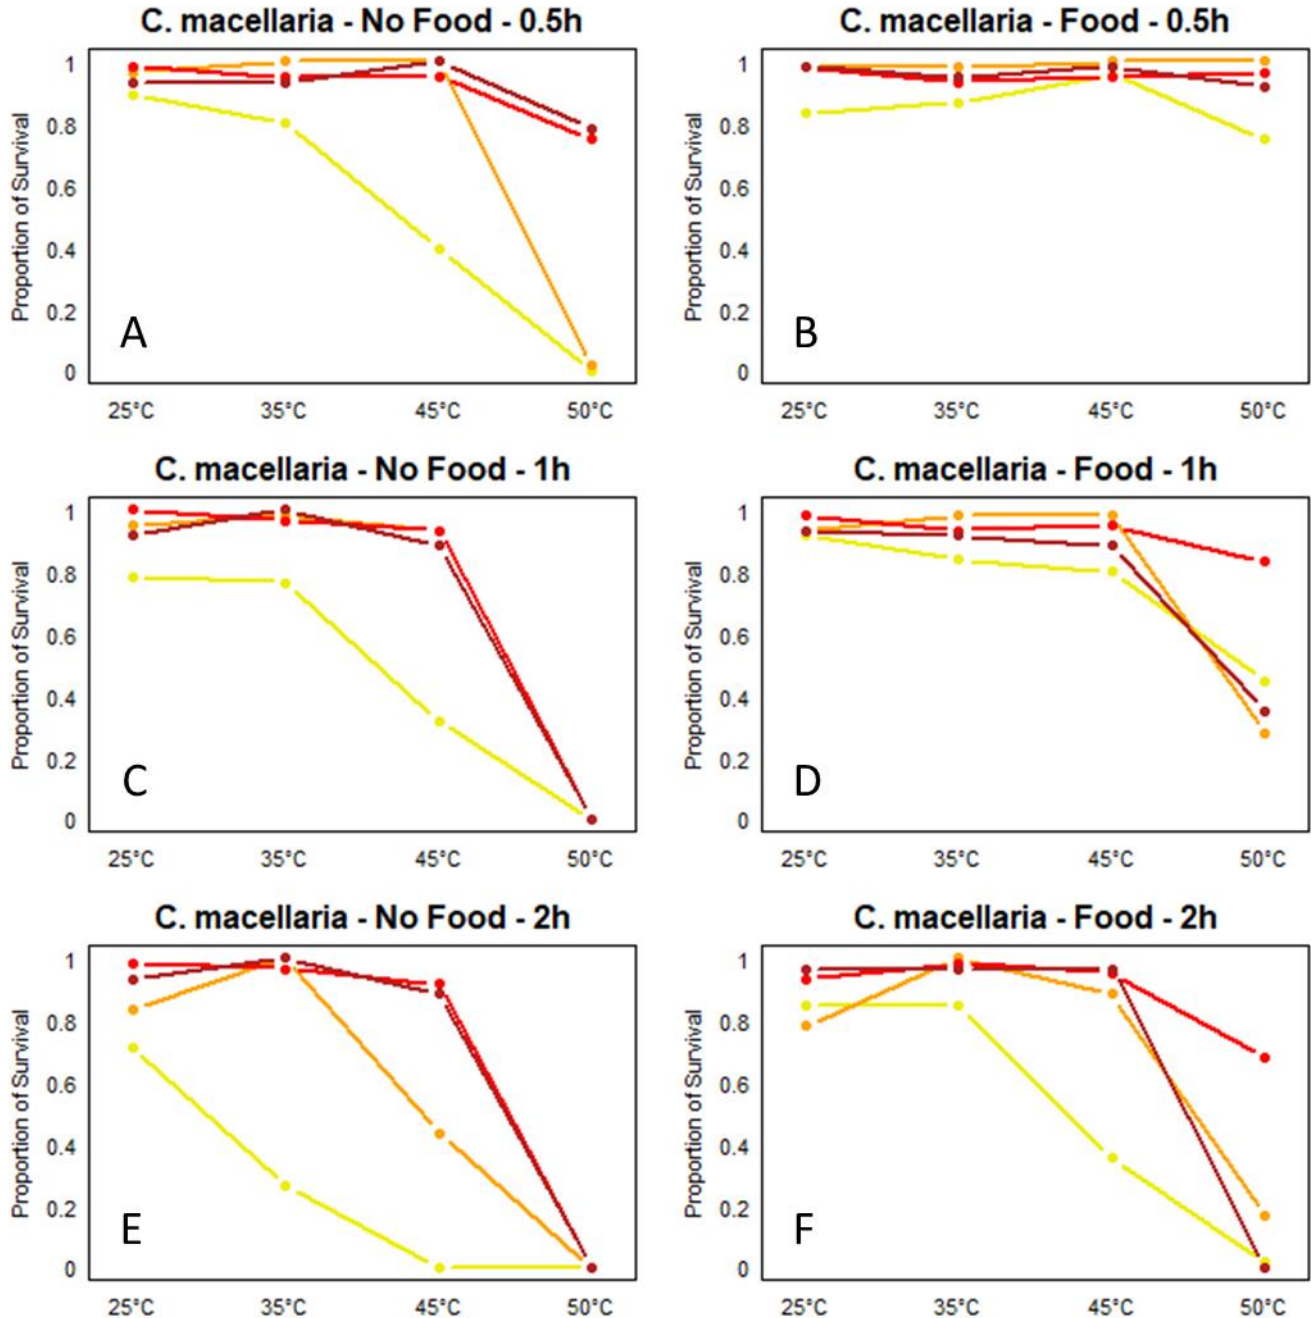 C. macellaria - No Food - 0.5h
Proportion of Survival
1
0.8
0.6
0.4
0.2
0
A
25°C 35°C 45°C 50°C
C. macellaria - Food - 0.5h
Proportion of Survival
1
0.8
0.6
0.4
0.2
0
B
25°C 35°C 45°C 50°C
C. macellaria - No Food - 1h
Proportion of Survival
1
0.8
0.6
0.4
0.2
0
C
25°C 35°C 45°C 50°C
C. macellaria - Food - 1h
Proportion of Survival
1
0.8
0.6
0.4
0.2
0
D
25°C 35°C 45°C 50°C
C. macellaria - No Food - 2h
Proportion of Survival
1
0.8
0.6
0.4
0.2
0
E
25°C 35°C 45°C 50°C
C. macellaria - Food - 2h
Proportion of Survival
1
0.8
0.6
0.4
0.2
0
F
25°C 35°C 45°C 50°C